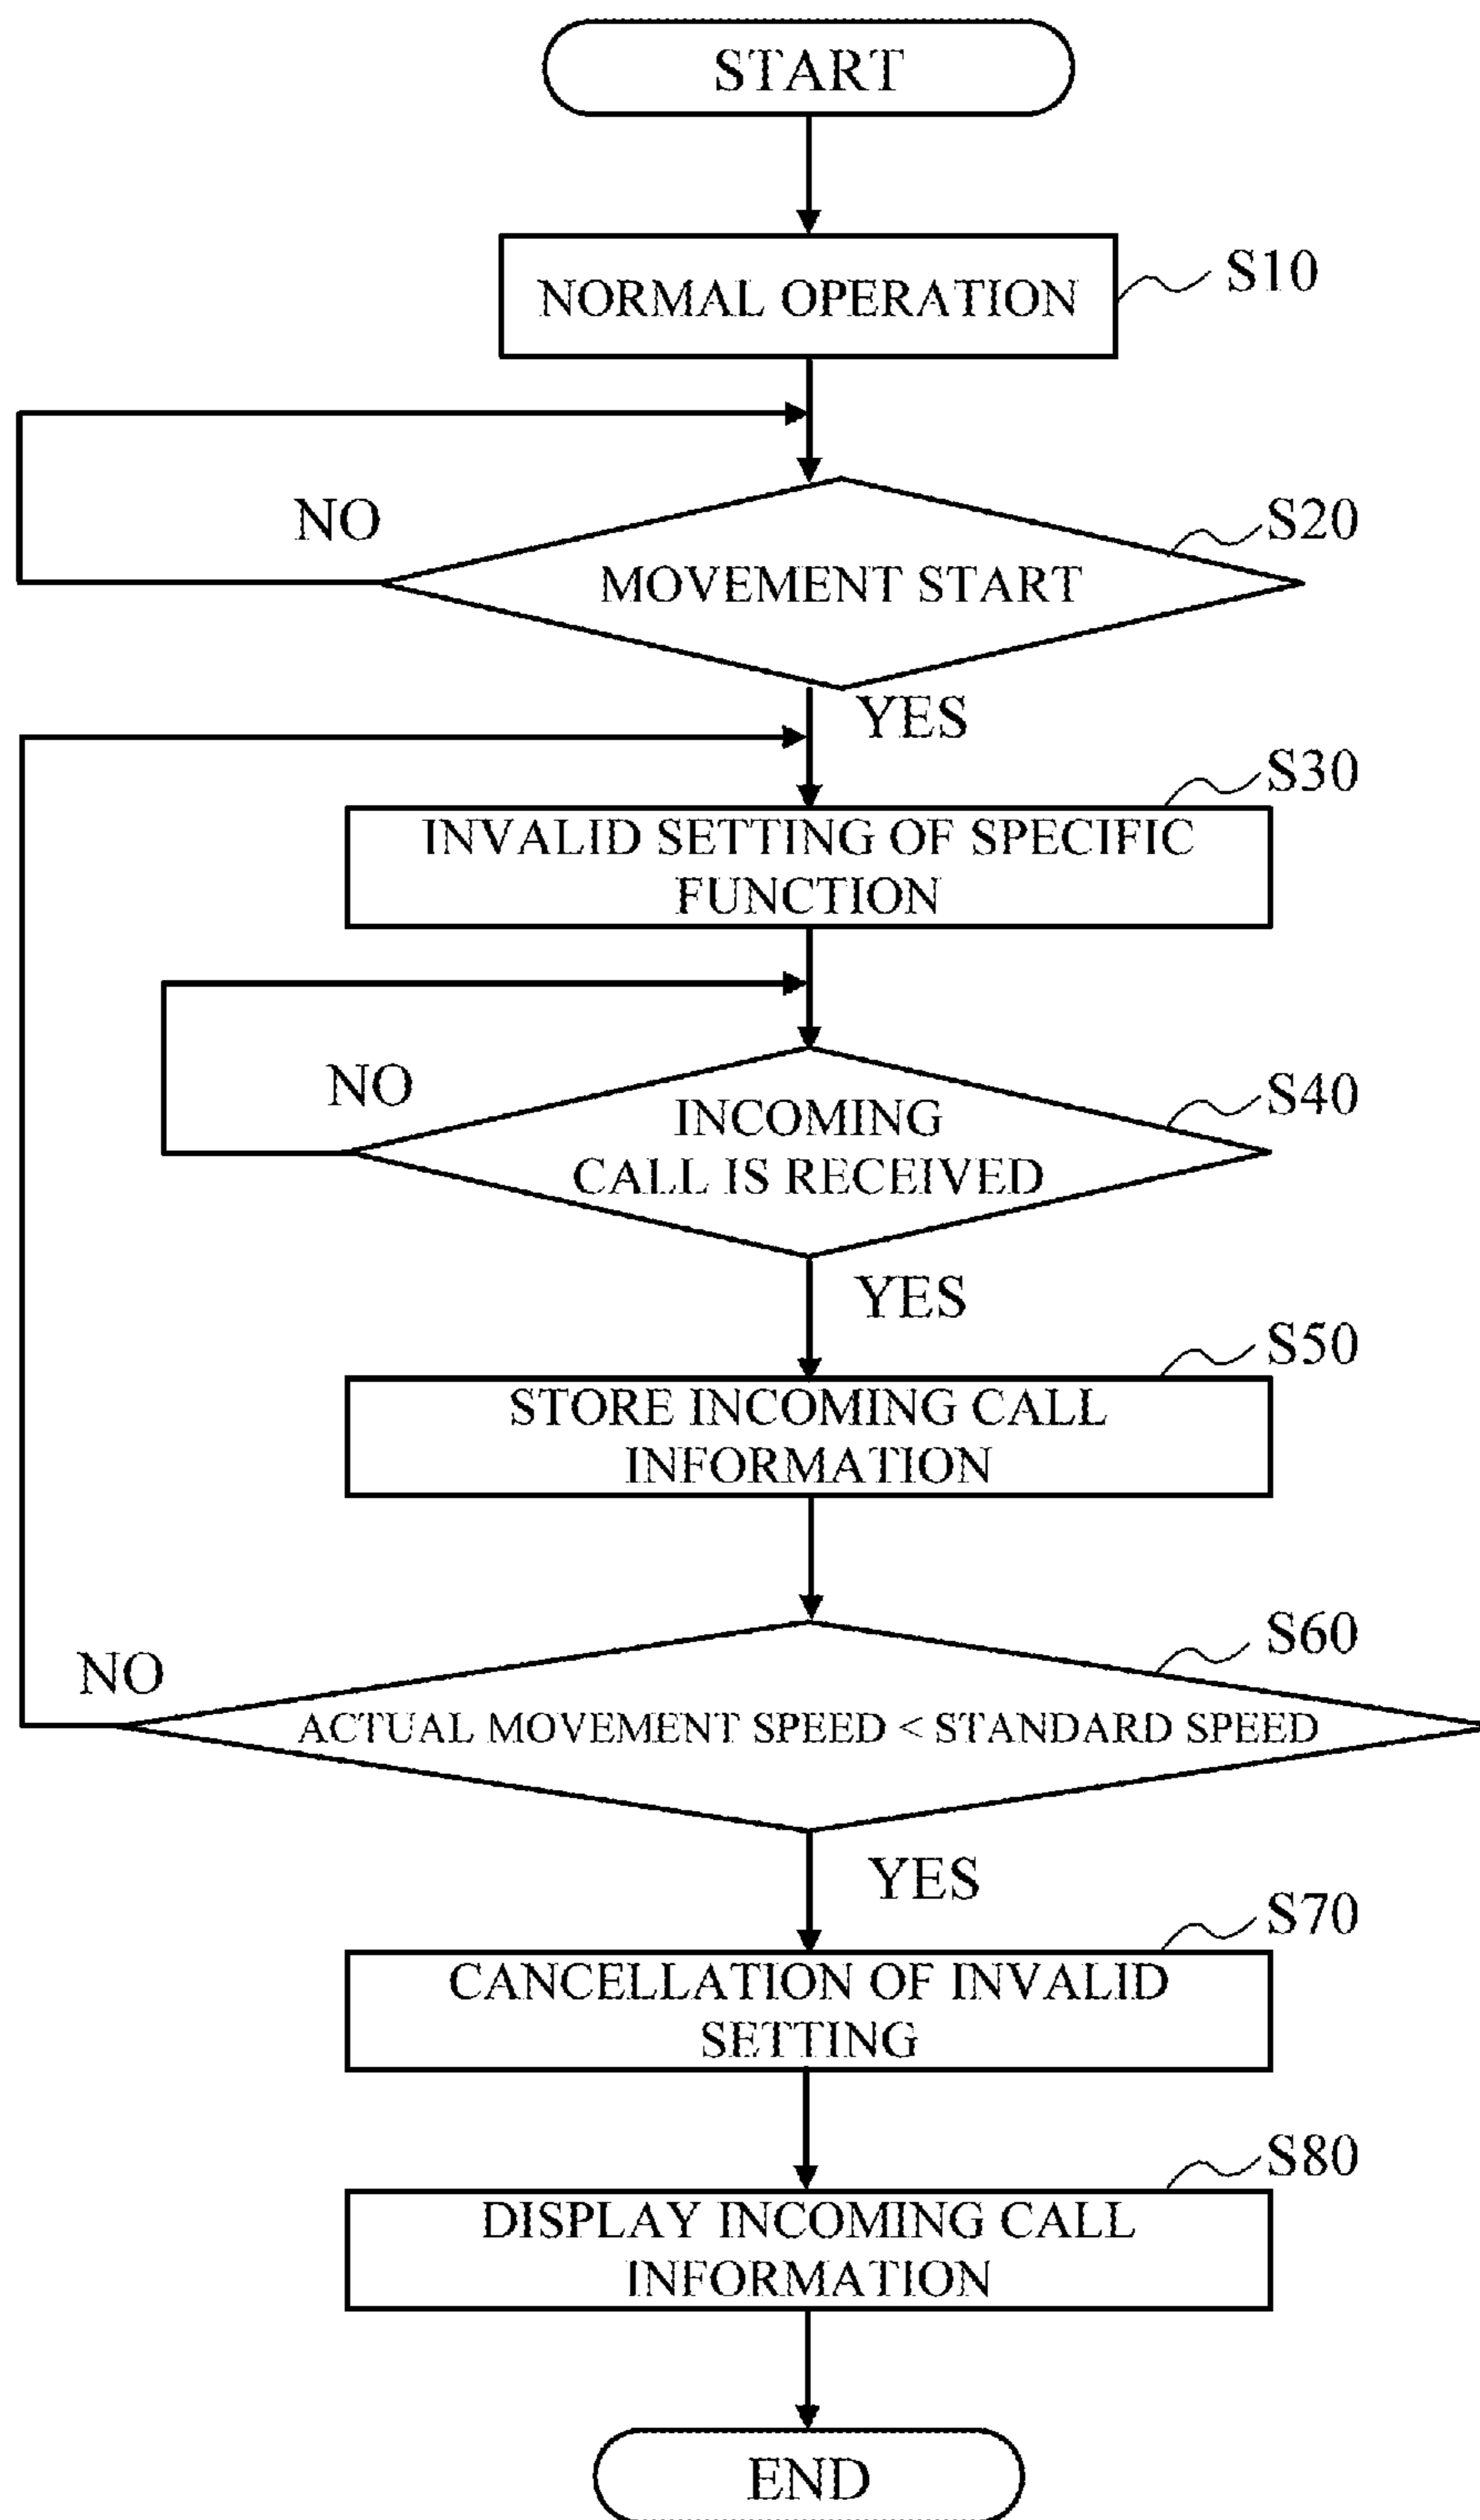 START
NORMAL OPERATION
S10
NO
S20
MOVEMENT START
YES
S30
INVALID SETTING OF SPECIFIC
FUNCTION
NO
S40
INCOMING
CALL IS RECEIVED
YES
S50
STORE INCOMING CALL
INFORMATION
S60
NO
ACTUAL MOVEMENT SPEED < STANDARD SPEED
YES
S70
CANCELLATION OF INVALID
SETTING
S80
DISPLAY INCOMING CALL
INFORMATION
END